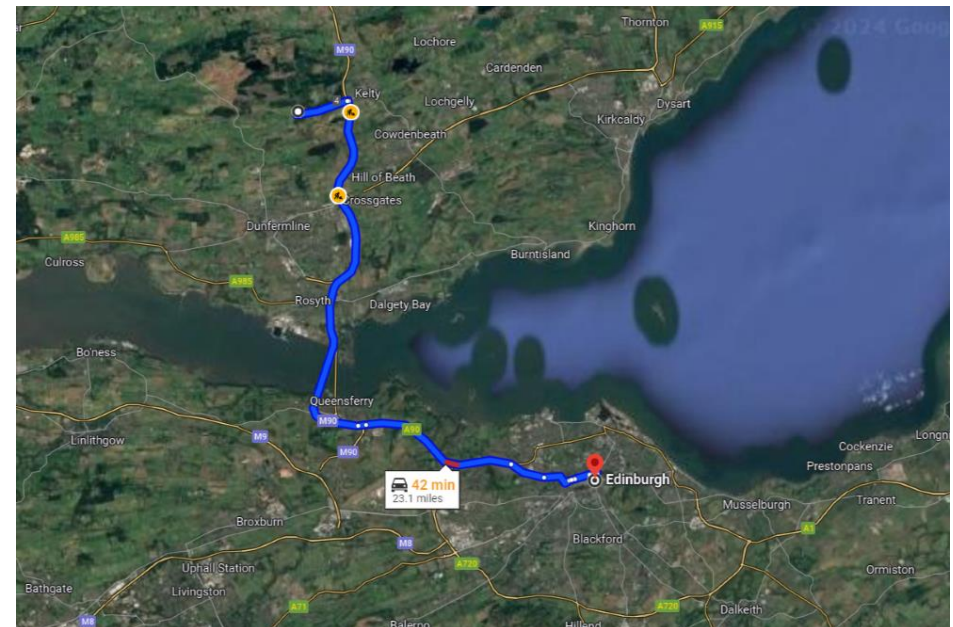 2024 Goog
Thornton
A915
Lochore
M90
Cardenden
Kelty
Lochgelly
Dysart
Kirkcaldy
Cowdenbeath
Hill of Beath
Crossgates
Dunfermline
Kinghorn
A985
Burntisland
Culross
A985
Rosyth
Dalgety Bay
Bo'ness
Queensferry
M90
A90
M9
Linlithgow
M90
Cockenzie
Prestonpans
42 min
23.1 miles
Edinburgh
Musselburgh
Tranent
Broxburn
A1
Blackford
M8
A720
Uphall Station
Ormiston
Bathgate
Livingston
A71
A720
Dalkeith
M8
Balerno
Hillend